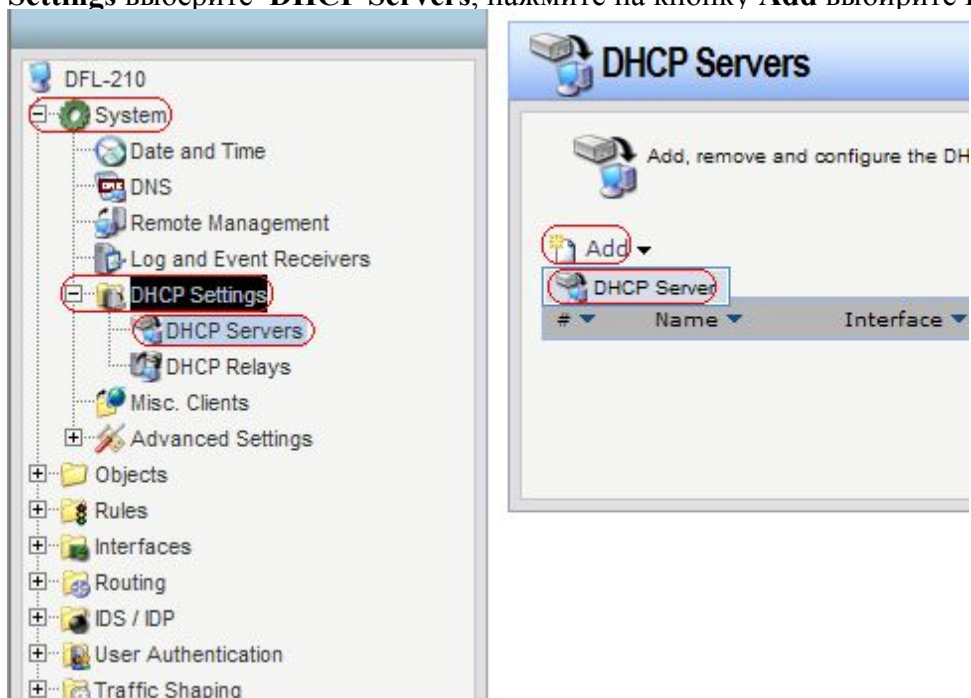 Settings выберите DHCP Servers, нажмите на кнопку Add выбирите
DFL-210
System
Date and Time
DNS
Remote Management
Log and Event Receivers
DHCP Settings
DHCP Servers
DHCP Relays
Misc. Clients
Advanced Settings
Objects
Rules
Interfaces
Routing
IDS / IDP
User Authentication
Traffic Shaping
DHCP Servers
Add, remove and configure the DH
Add
DHCP Server
# Name Interface